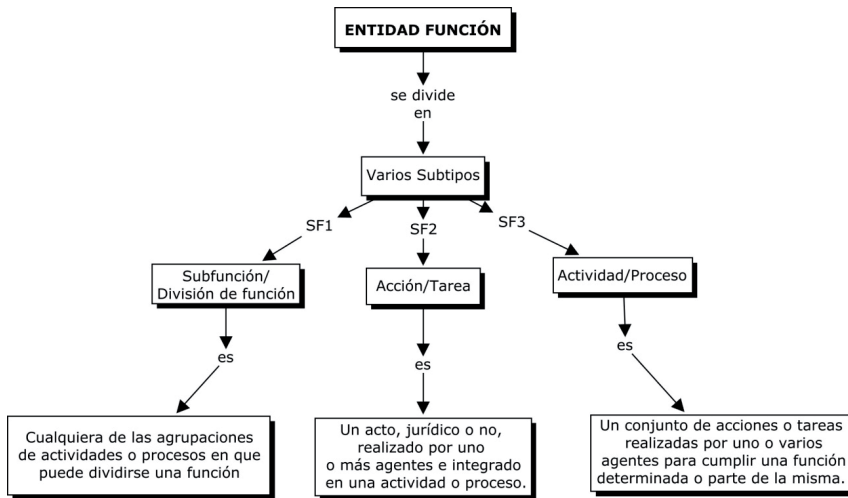 ENTIDAD FUNCIÓN
se divide
en
Varios Subtipos
SF1
SF2
SF3
Subfunción/
División de función
Acción/Tarea
Actividad/Proceso
es
es
es
Cualquiera de las agrupaciones
de actividades o procesos en que
puede dividirse una función
Un acto, jurídico o no,
realizado por uno
o más agentes e integrado
en una actividad o proceso.
Un conjunto de acciones o tareas
realizadas por uno o varios
agentes para cumplir una función
determinada o parte de la misma.